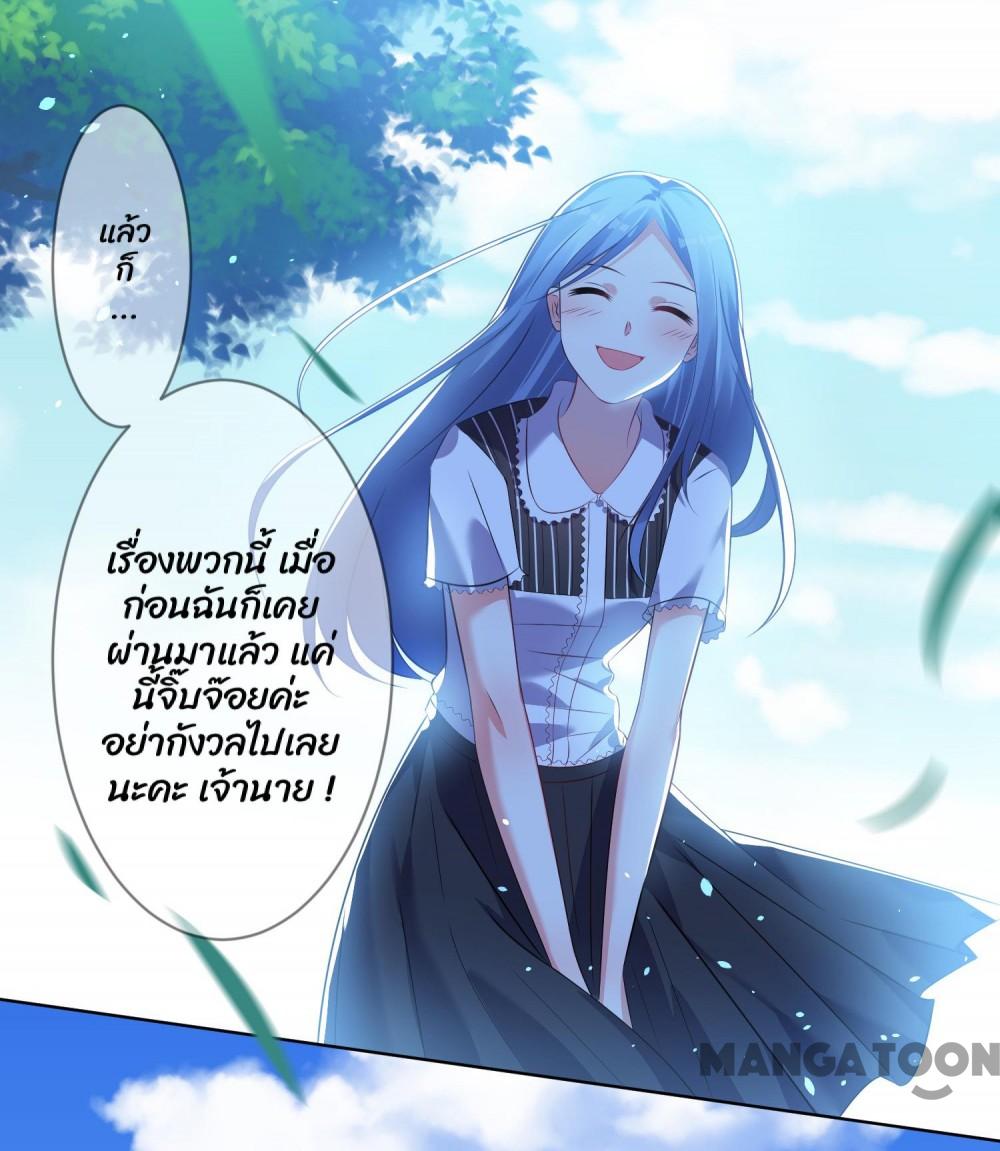 แล้ว
ก็
...
เรื่องพวกนี้ เมื่อ
ก่อนฉันก็เคย
ผ่านมาแล้ว แค่
นี้จิ๊บจ๊อยค่ะ
อย่ากังวลไปเลย
นะคะ เจ้านาย !
MANGATOON